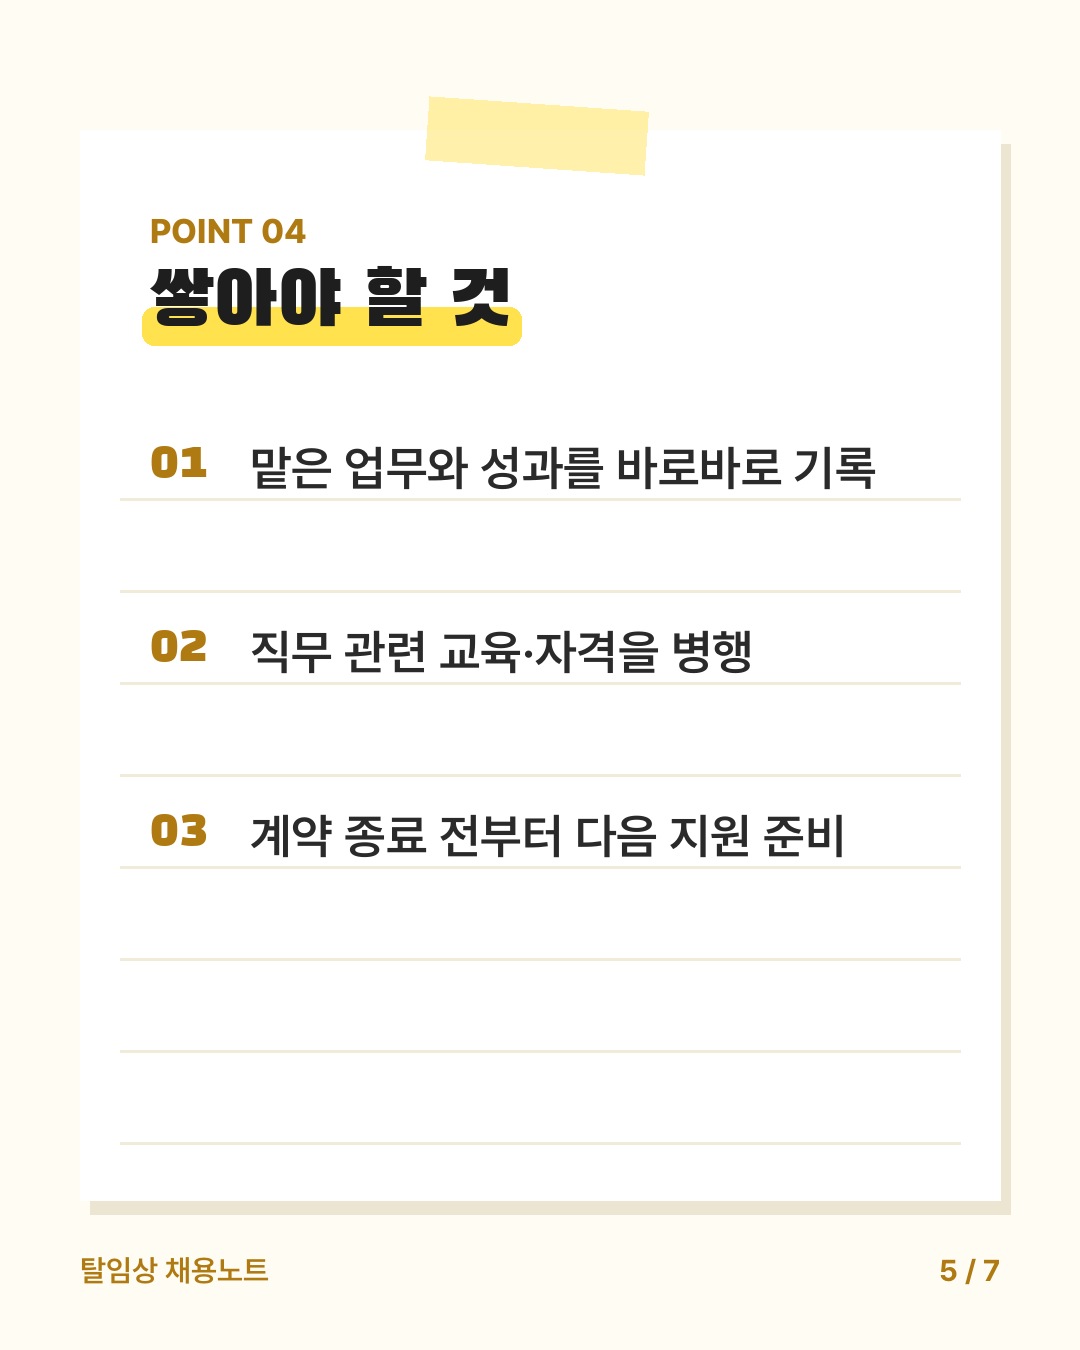 POINT 04
쌓아야 할 것
01 맡은 업무와 성과를 바로바로 기록
02 직무 관련 교육·자격을 병행
03 계약 종료 전부터 다음 지원 준비
탈임상 채용노트
5 / 7